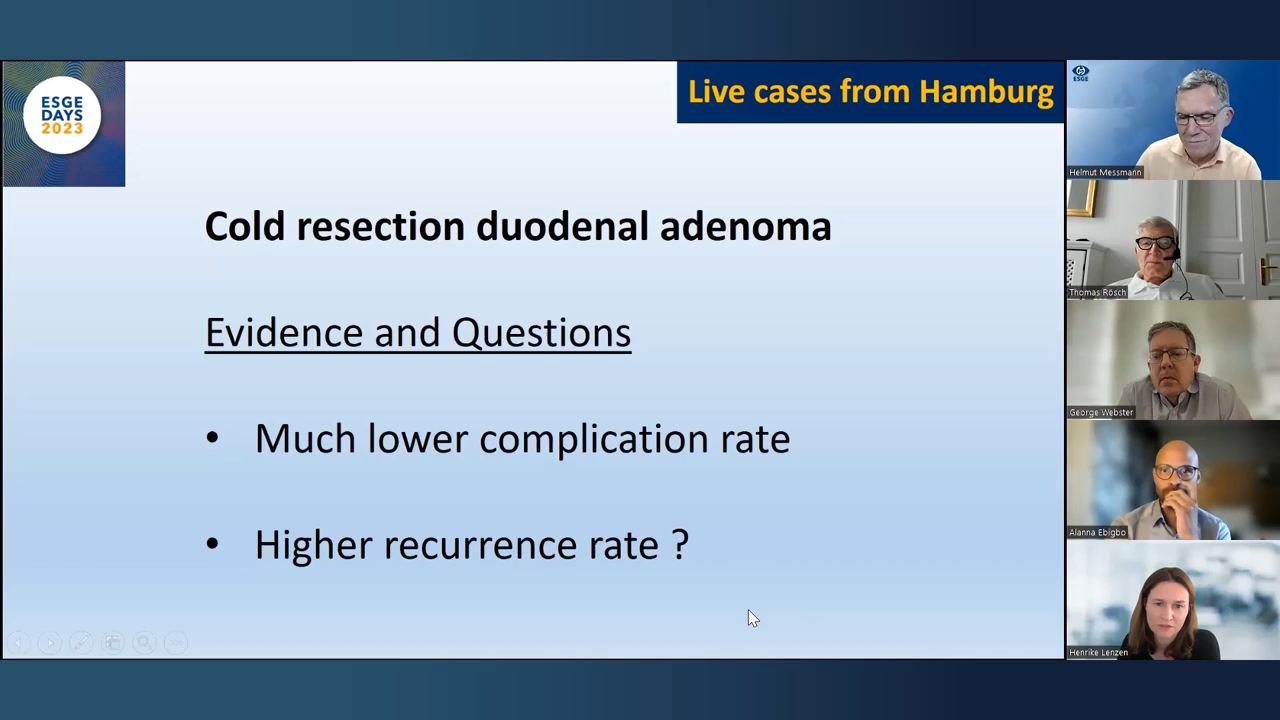 ESGE
DAYS
2023
Live cases from Hamburg
Cold resection duodenal adenoma
Evidence and Questions
• Much lower complication rate
• Higher recurrence rate ?
ESGE
Helmut Messmann
Thomas Rösch
George Webster
Alanna Ebigbo
Henrike Lenzen